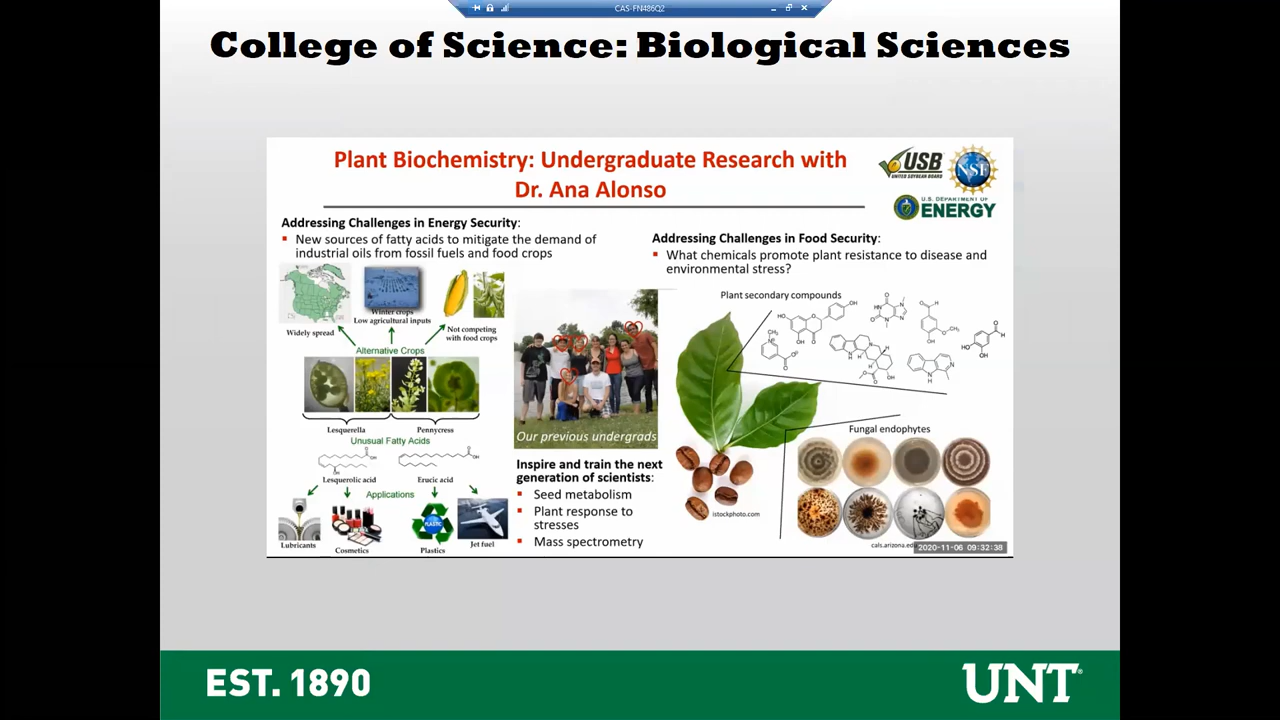 CAS-FN486Q2
College of Science: Biological Sciences
Plant Biochemistry: Undergraduate Research with
Dr. Ana Alonso
USB
UNITED SOYBEAN BOARD
NSF
U.S. DEPARTMENT OF
ENERGY
Addressing Challenges in Energy Security:
New sources of fatty acids to mitigate the demand of
industrial oils from fossil fuels and food crops
Widely spread
Winter crops
Low agricultural inputs
Not competing
with food crops
Alternative Crops
Lesquerella
Pennycress
Unusual Fatty Acids
OH
Lesquerolic acid
Erucic acid
Applications
Lubricants
Cosmetics
PLASTIC
Plastics
Jet fuel
Our previous undergrads
Inspire and train the next
generation of scientists:
Seed metabolism
Plant response to
stresses
Mass spectrometry
Addressing Challenges in Food Security:
What chemicals promote plant resistance to disease and
environmental stress?
Plant secondary compounds
istockphoto.com
Fungal endophytes
2020-11-06 09:32:38
EST. 1890
UNT